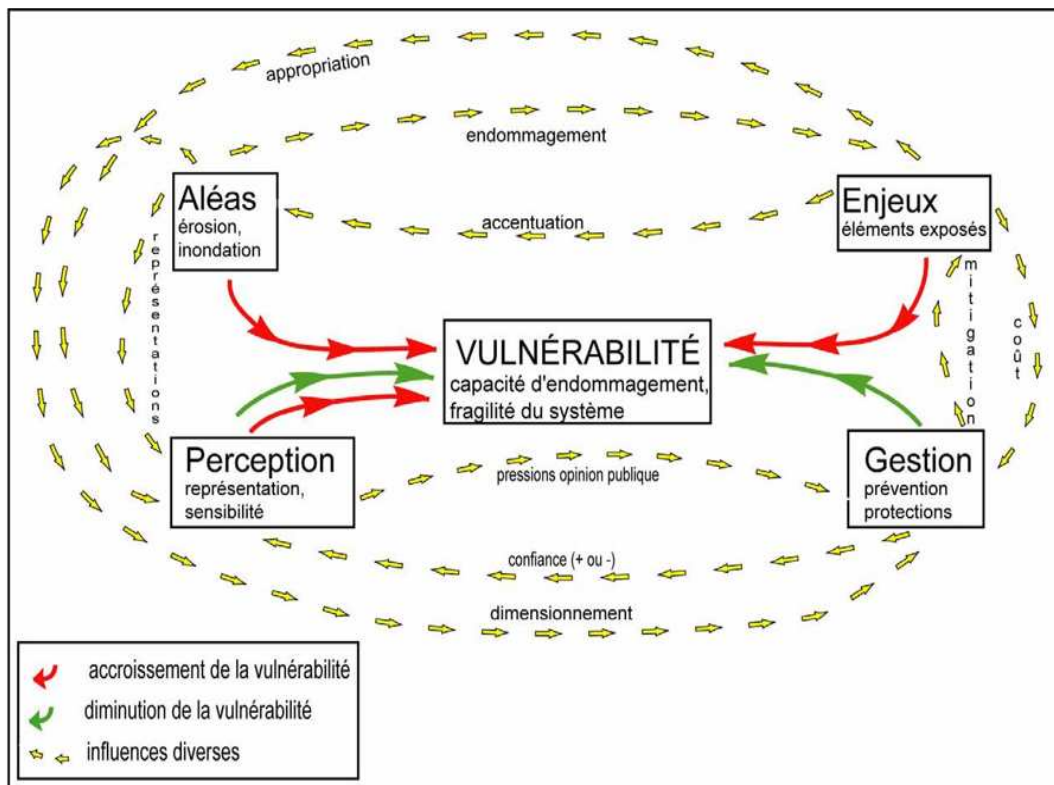 appropriation
endommagement
Aléas
érosion,
inondation
accentuation
Enjeux
éléments exposés
représentations
mitigation
coût
VULNÉRABILITÉ
capacité d'endommagement,
fragilité du système
Perception
représentation,
sensibilité
pressions opinion publique
Gestion
prévention
protections
confiance (+ ou -)
dimensionnement
accroissement de la vulnérabilité
diminution de la vulnérabilité
influences diverses